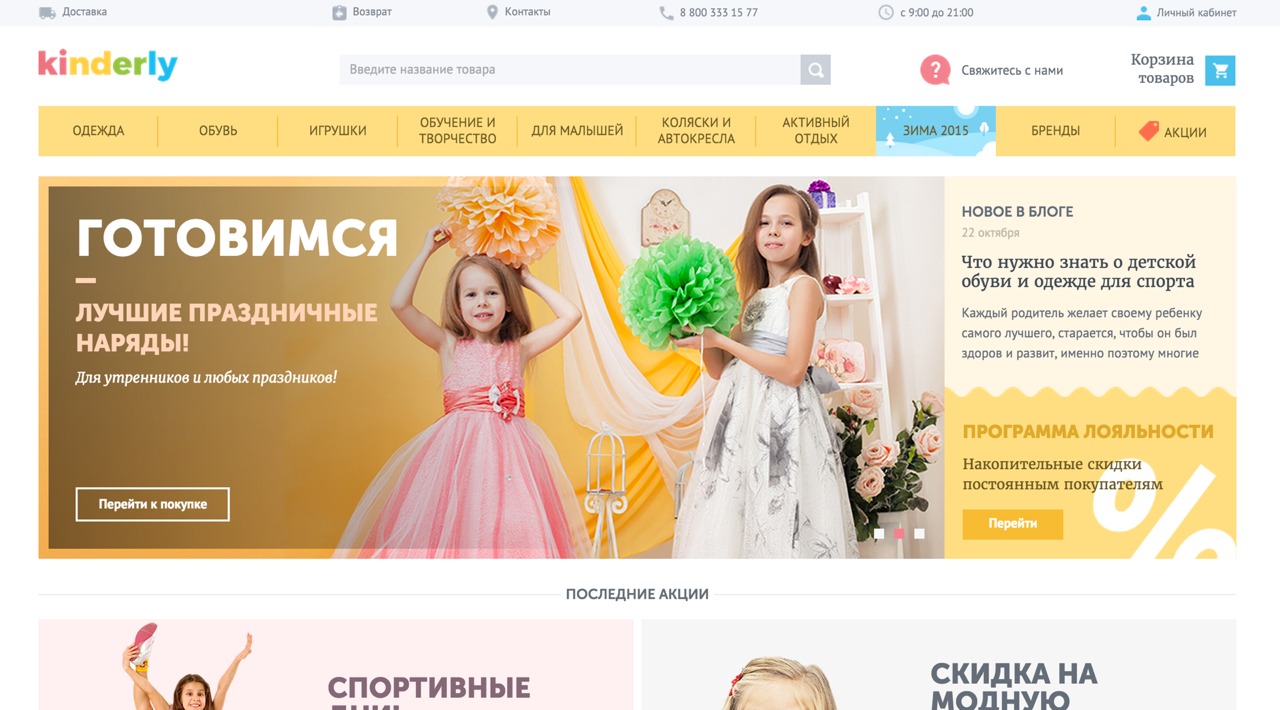 Доставка
Возврат
Контакты
8 800 333 15 77
с 9:00 до 21:00
Личный кабинет
kinderly
Введите название товара
Свяжитесь с нами
Корзина
товаров
ОДЕЖДА
ОБУВЬ
ИГРУШКИ
ОБУЧЕНИЕ И
ТВОРЧЕСТВО
ДЛЯ МАЛЫШЕЙ
КОЛЯСКИ И
АВТОКРЕСЛА
АКТИВНЫЙ
ОТДЫХ
ЗИМА 2015
БРЕНДЫ
АКЦИИ
ГОТОВИМСЯ
ЛУЧШИЕ ПРАЗДНИЧНЫЕ
НАРЯДЫ!
Для утренников и любых праздников!
Перейти к покупке
НОВОЕ В БЛОГЕ
22 октября
Что нужно знать о детской
обуви и одежде для спорта
Каждый родитель желает своему ребенку
самого лучшего, старается, чтобы он был
здоров и развит, именно поэтому многие
ПРОГРАММА ЛОЯЛЬНОСТИ
Накопительные скидки
постоянным покупателям
Перейти
%
ПОСЛЕДНИЕ АКЦИИ
СПОРТИВНЫЕ
ДНИ!
СКИДКА НА
МОДНУЮ